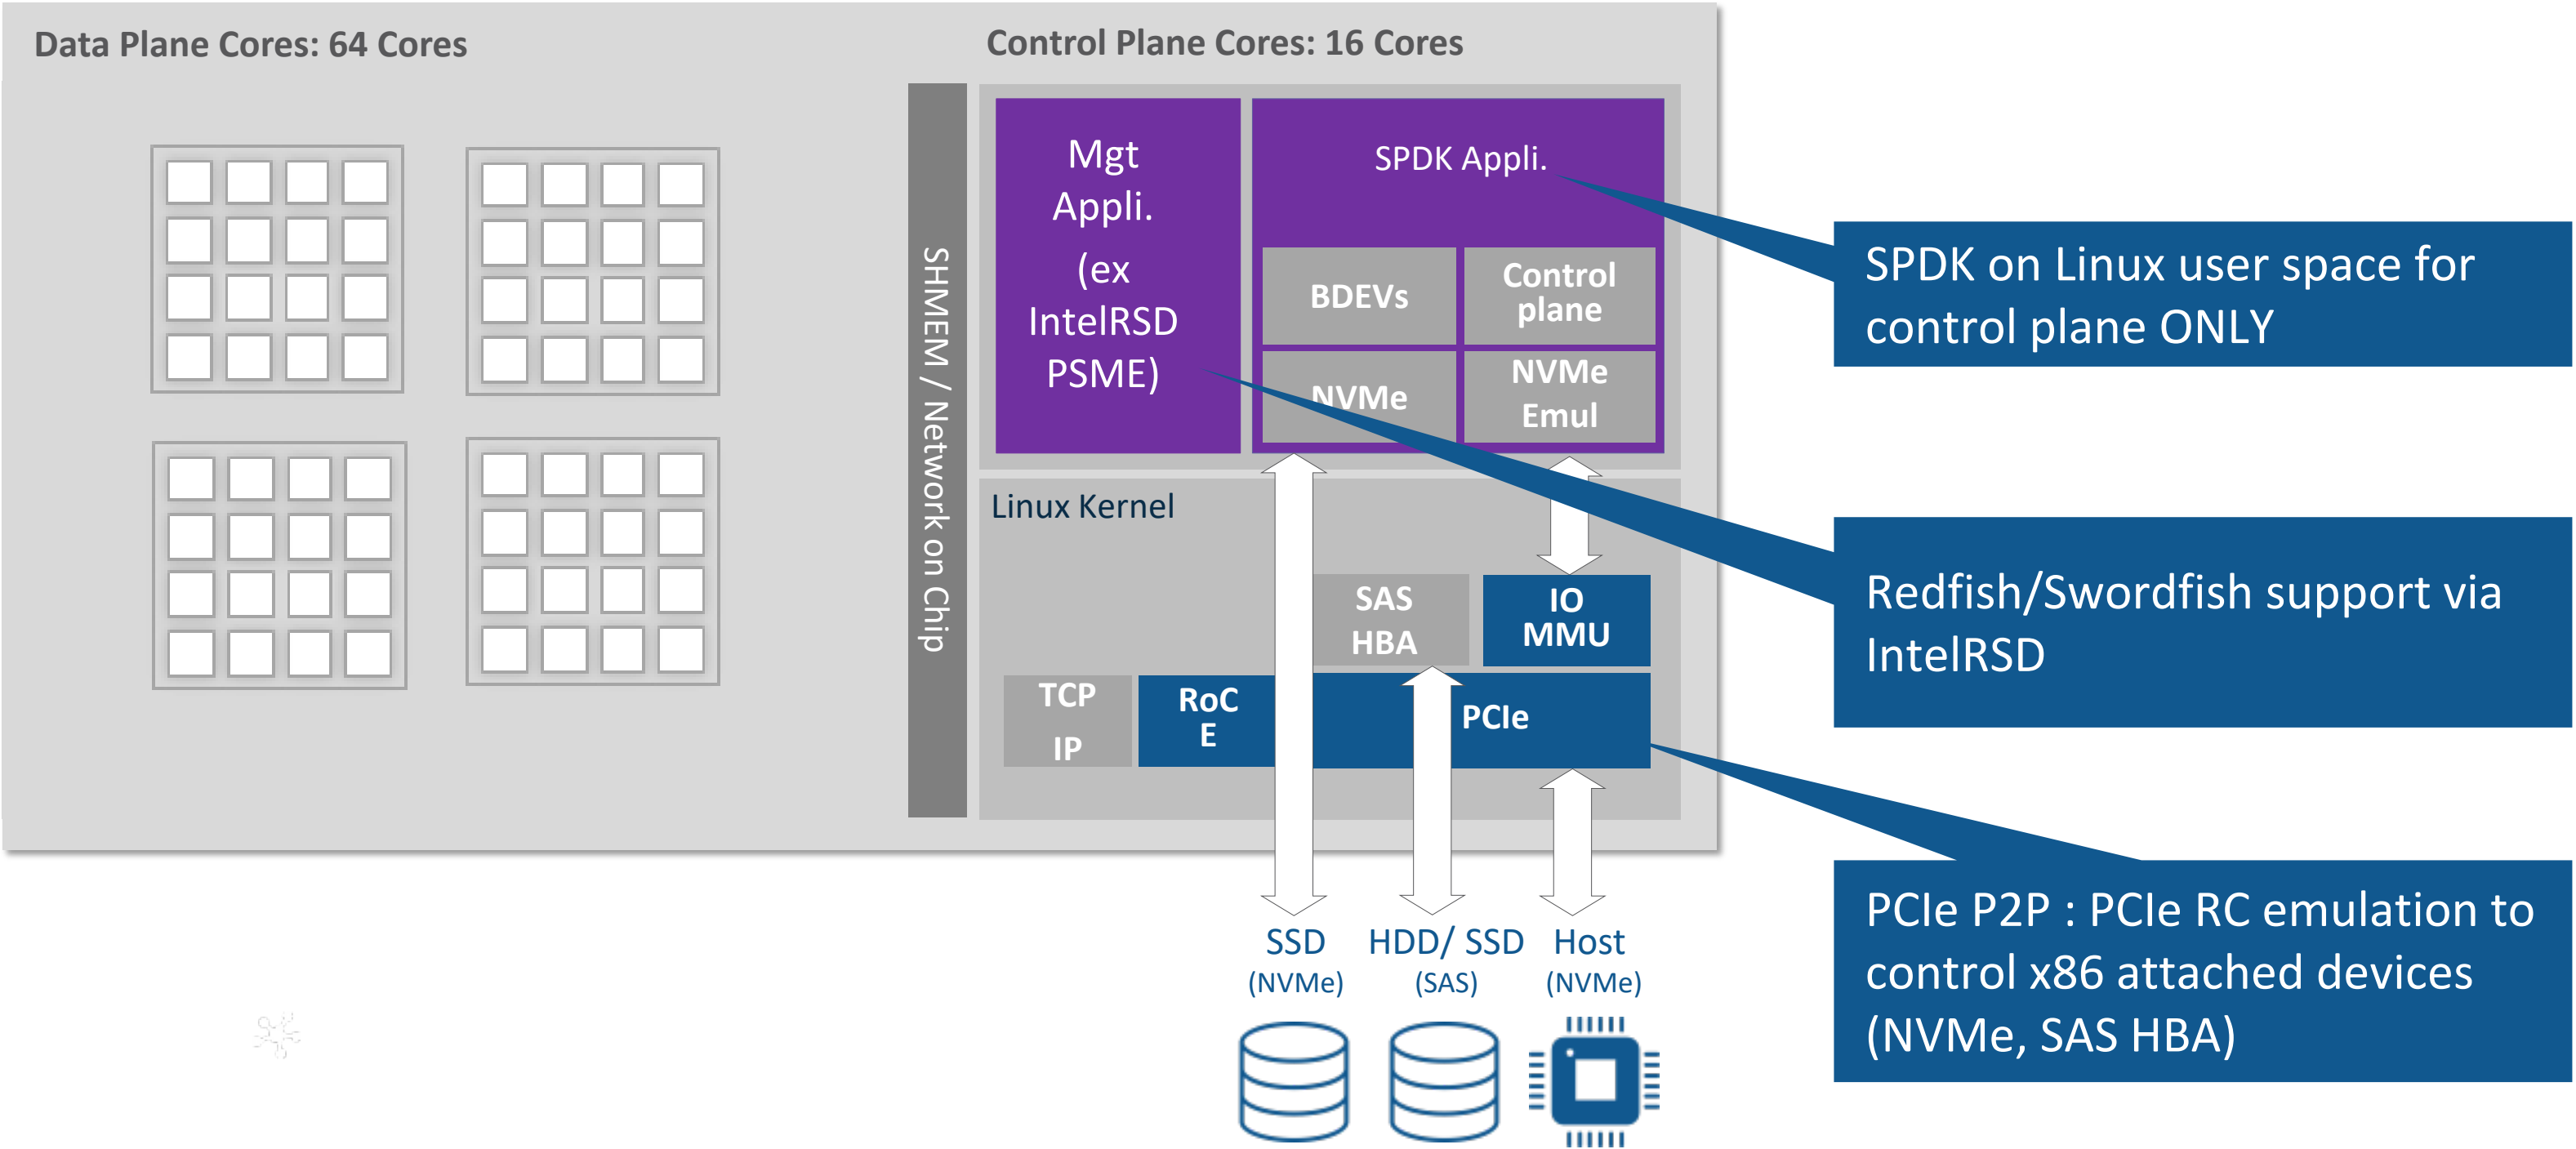 Data Plane Cores: 64 Cores
Control Plane Cores: 16 Cores
SHMEM / Network on Chip
Mgt
Appli.
(ex
IntelRSD
PSME)
SPDK Appli.
BDEVs
Control
plane
NVMe
NVMe
Emul
Linux Kernel
SAS
HBA
IO
MMU
TCP
IP
RoC
E
PCIe
SSD
(NVMe)
HDD/ SSD
(SAS)
Host
(NVMe)
SPDK on Linux user space for
control plane ONLY
Redfish/Swordfish support via
IntelRSD
PCIe P2P : PCIe RC emulation to
control x86 attached devices
(NVMe, SAS HBA)